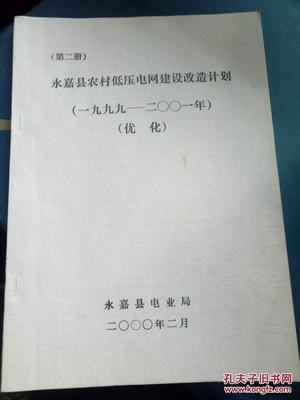 (第二册)
永嘉县农村低压电网建设改造计划
(一九九九——二〇〇一年)
(优 化)
永嘉县电业局
二〇〇〇年二月
孔夫子旧书网